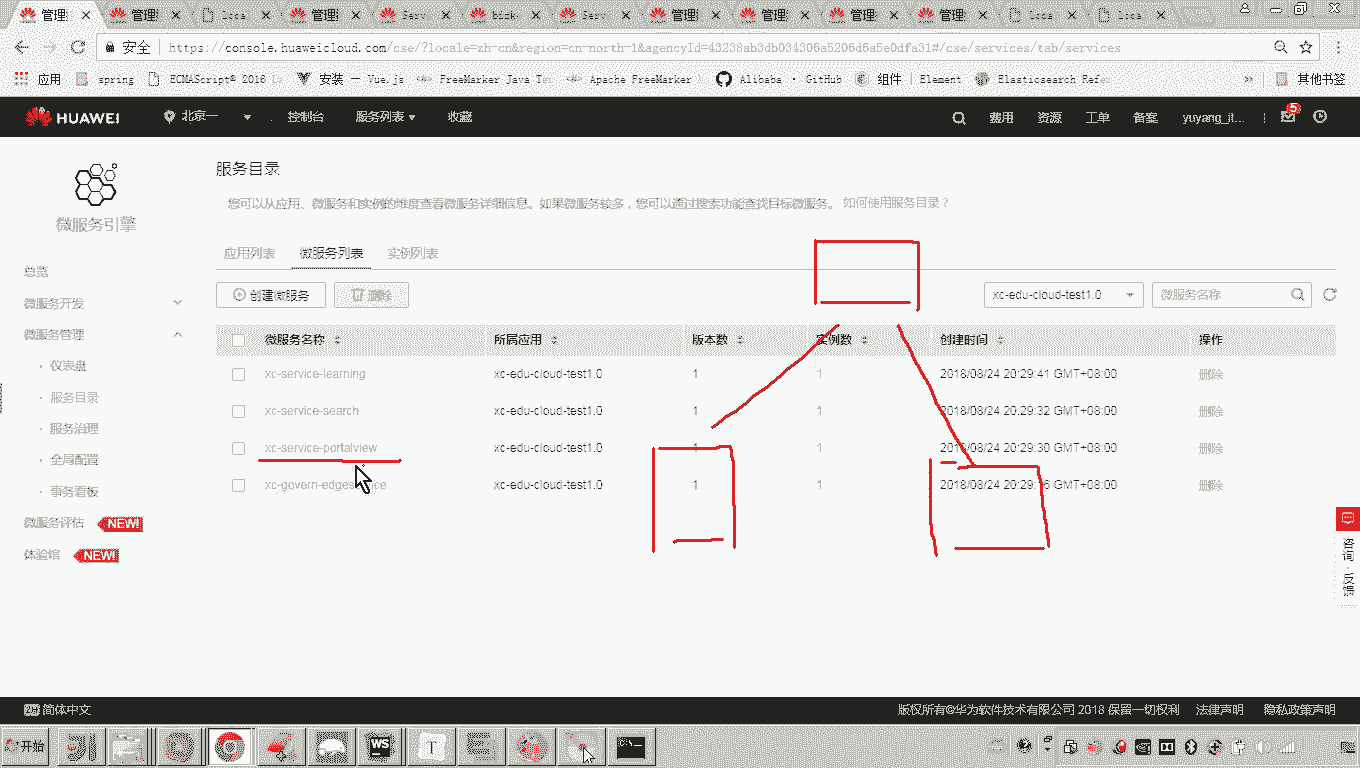 管理 管理 loca 管理 管理 Serv bizk- Serv 管理 管理 管理 管理 loca loca
安全 https://console.huaweicloud.com/cse/?locale=zh-cn&region=cn-north-1&agencyId=43238ab3db034306a5206d6a5e0dfa31#/cse/services/tab/services
应用 spring ECMAScript® 2016 安装 — Vue.js FreeMarker Java Te Apache FreeMarker Alibaba · GitHub 组件 | Element Elasticsearch Refe » 其他书签
HUAWEI 北京一 控制台 服务列表 收藏 费用 资源 工单 备案 yuyang_it... 5
服务目录
微服务引擎
您可以从应用、微服务和实例的维度查看微服务详细信息。如果微服务较多，您可以通过搜索功能查找目标微服务。 如何使用服务目录？
应用列表 微服务列表 实例列表
总览
微服务开发
微服务管理
仪表盘
服务目录
服务治理
全局配置
事务看板
微服务评估 NEW!
体验馆 NEW!
创建微服务 删除 xc-edu-cloud-test1.0 微服务名称
微服务名称 所属应用 版本数 实例数 创建时间 操作
xc-service-learning xc-edu-cloud-test1.0 1 1 2018/08/24 20:29:41 GMT+08:00 删除
xc-service-search xc-edu-cloud-test1.0 1 1 2018/08/24 20:29:32 GMT+08:00 删除
xc-service-portalview xc-edu-cloud-test1.0 1 1 2018/08/24 20:29:30 GMT+08:00 删除
xc-govern-edgeservice xc-edu-cloud-test1.0 1 1 2018/08/24 20:29: GMT+08:00 删除
咨询·反馈
简体中文 版权所有@华为软件技术有限公司 2018 保留一切权利 法律声明 隐私政策声明
开始 WS T